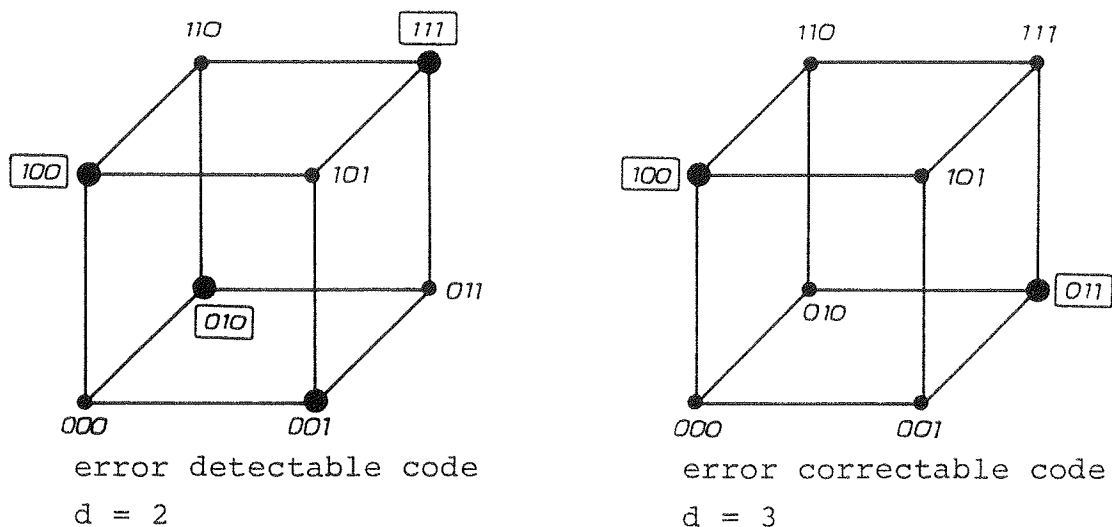 110 111
100 101
010 011
000 001
error detectable code
d = 2
110 111
100 101
010 011
000 001
error correctable code
d = 3